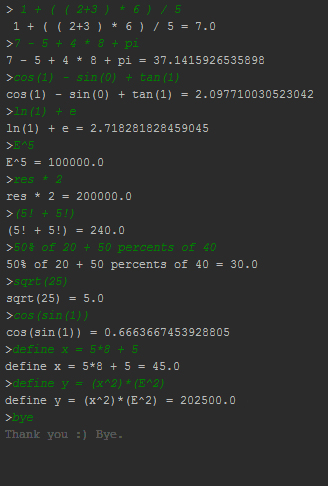 > 1 + ( ( 2+3 ) * 6 ) / 5
1 + ( ( 2+3 ) * 6 ) / 5 = 7.0
>7 - 5 + 4 * 8 + pi
7 - 5 + 4 * 8 + pi = 37.1415926535898
>cos(1) - sin(0) + tan(1)
cos(1) - sin(0) + tan(1) = 2.097710030523042
>ln(1) + e
ln(1) + e = 2.718281828459045
>E^5
E^5 = 100000.0
>res * 2
res * 2 = 200000.0
>(5! + 5!)
(5! + 5!) = 240.0
>50% of 20 + 50 percents of 40
50% of 20 + 50 percents of 40 = 30.0
>sqrt(25)
sqrt(25) = 5.0
>cos(sin(1))
cos(sin(1)) = 0.6663667453928805
>define x = 5*8 + 5
define x = 5*8 + 5 = 45.0
>define y = (x^2)*(E^2)
define y = (x^2)*(E^2) = 202500.0
>bye
Thank you :) Bye.